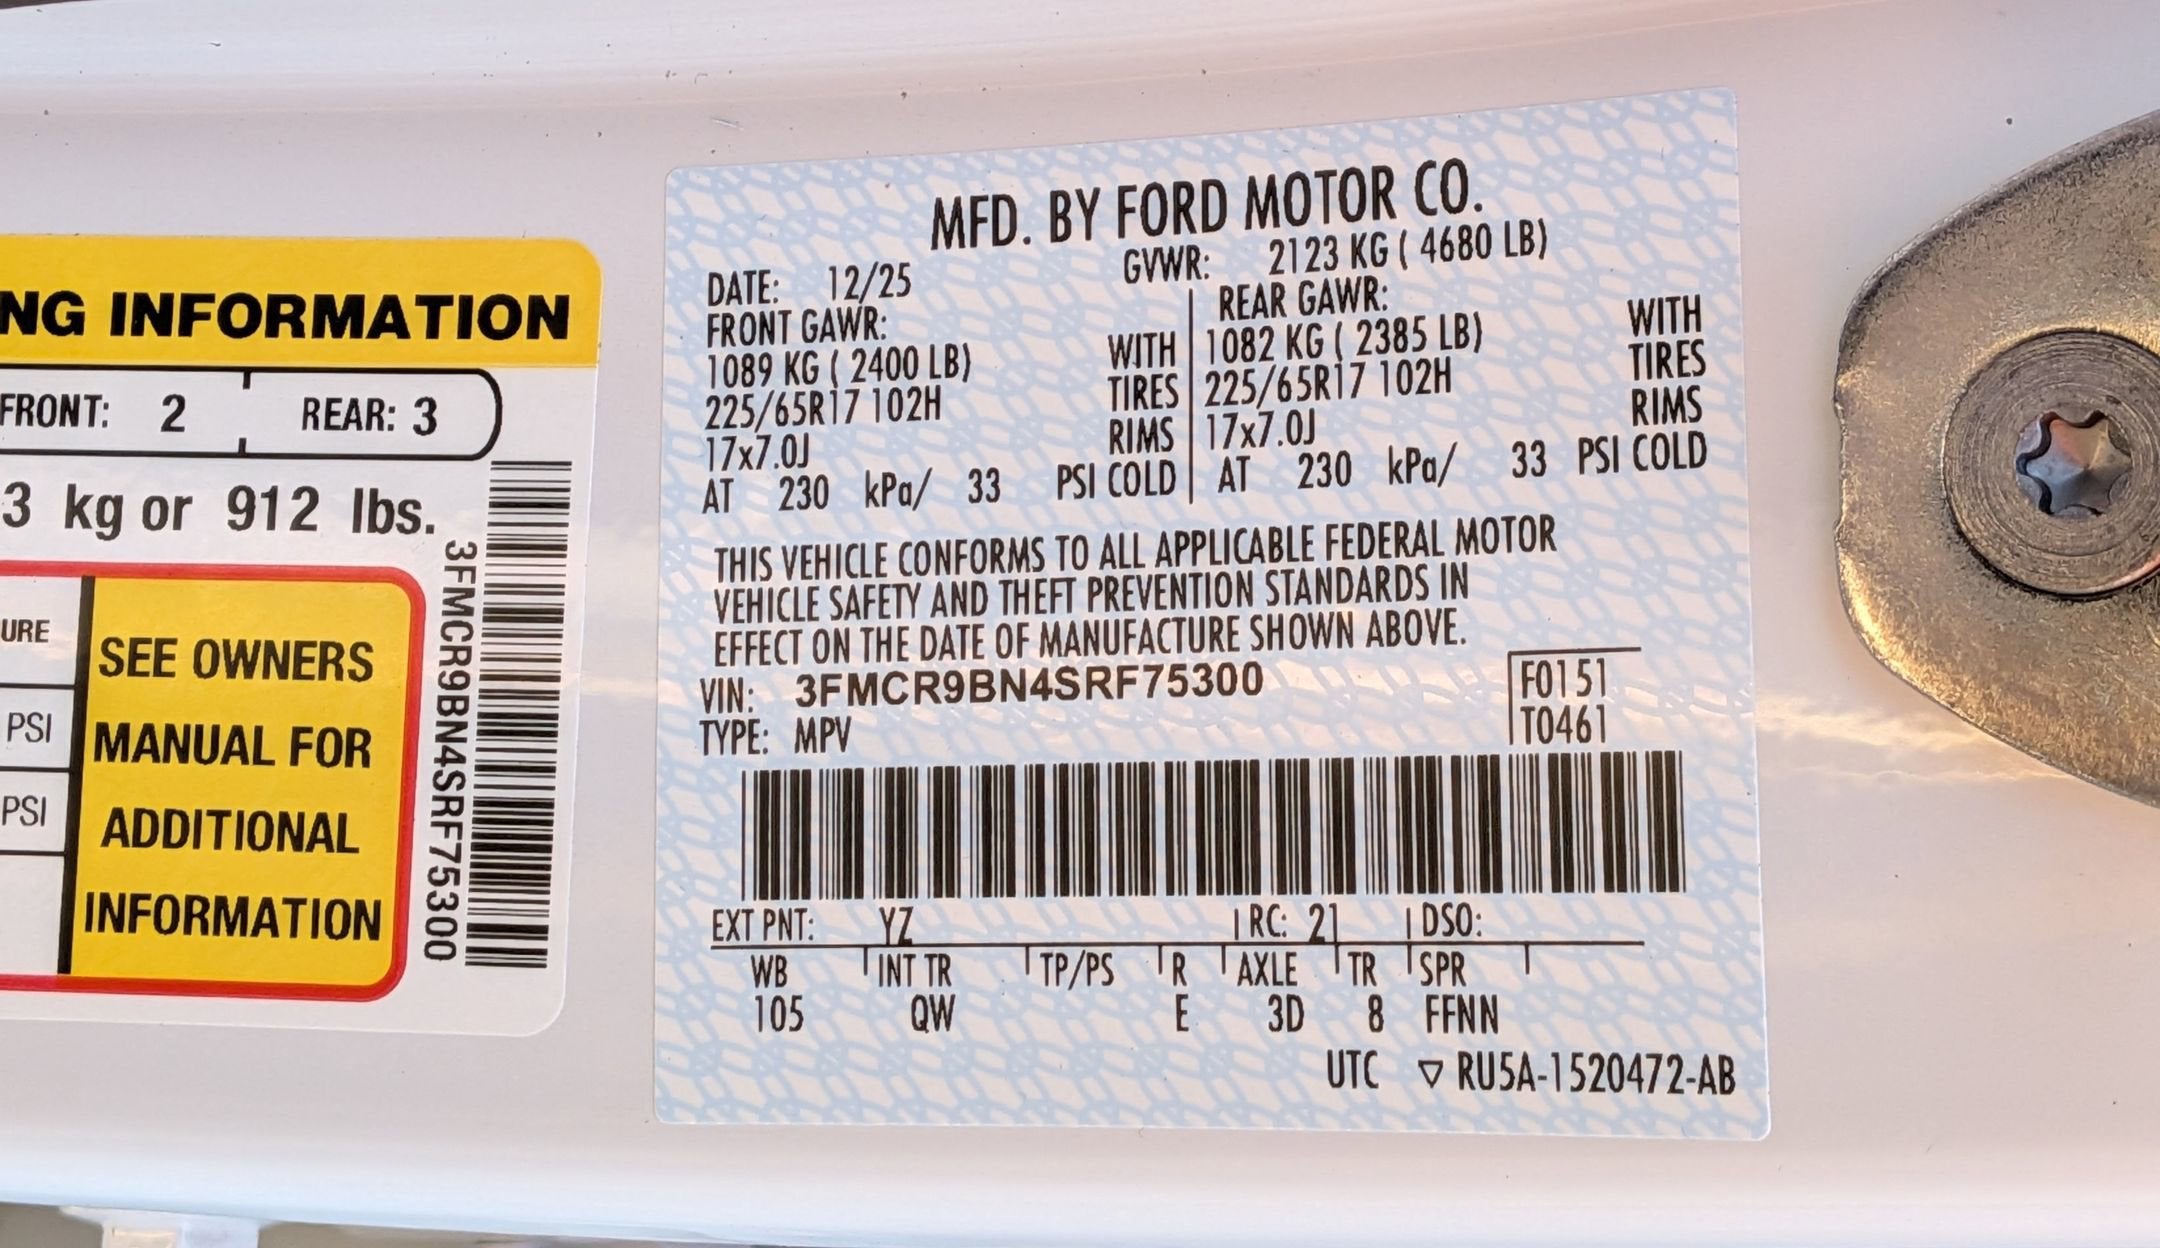 NG INFORMATION
FRONT: 2 REAR: 3
3 kg or 912 lbs.
URE
PSI
PSI
SEE OWNERS
MANUAL FOR
ADDITIONAL
INFORMATION
3FMCR9BN4SRF75300
MFD. BY FORD MOTOR CO.
DATE: 12/25 GVWR: 2123 KG ( 4680 LB)
FRONT GAWR: REAR GAWR:
1089 KG ( 2400 LB) WITH 1082 KG ( 2385 LB) WITH
225/65R17 102H TIRES 225/65R17 102H TIRES
17x7.0J RIMS 17x7.0J RIMS
AT 230 kPa/ 33 PSI COLD AT 230 kPa/ 33 PSI COLD
THIS VEHICLE CONFORMS TO ALL APPLICABLE FEDERAL MOTOR
VEHICLE SAFETY AND THEFT PREVENTION STANDARDS IN
EFFECT ON THE DATE OF MANUFACTURE SHOWN ABOVE.
VIN: 3FMCR9BN4SRF75300 F0151
TYPE: MPV T0461
EXT PNT: YZ RC: 21 DSO:
WB INT TR TP/PS R AXLE TR SPR
105 QW E 3D 8 FFNN
UTC ▽ RU5A-1520472-AB